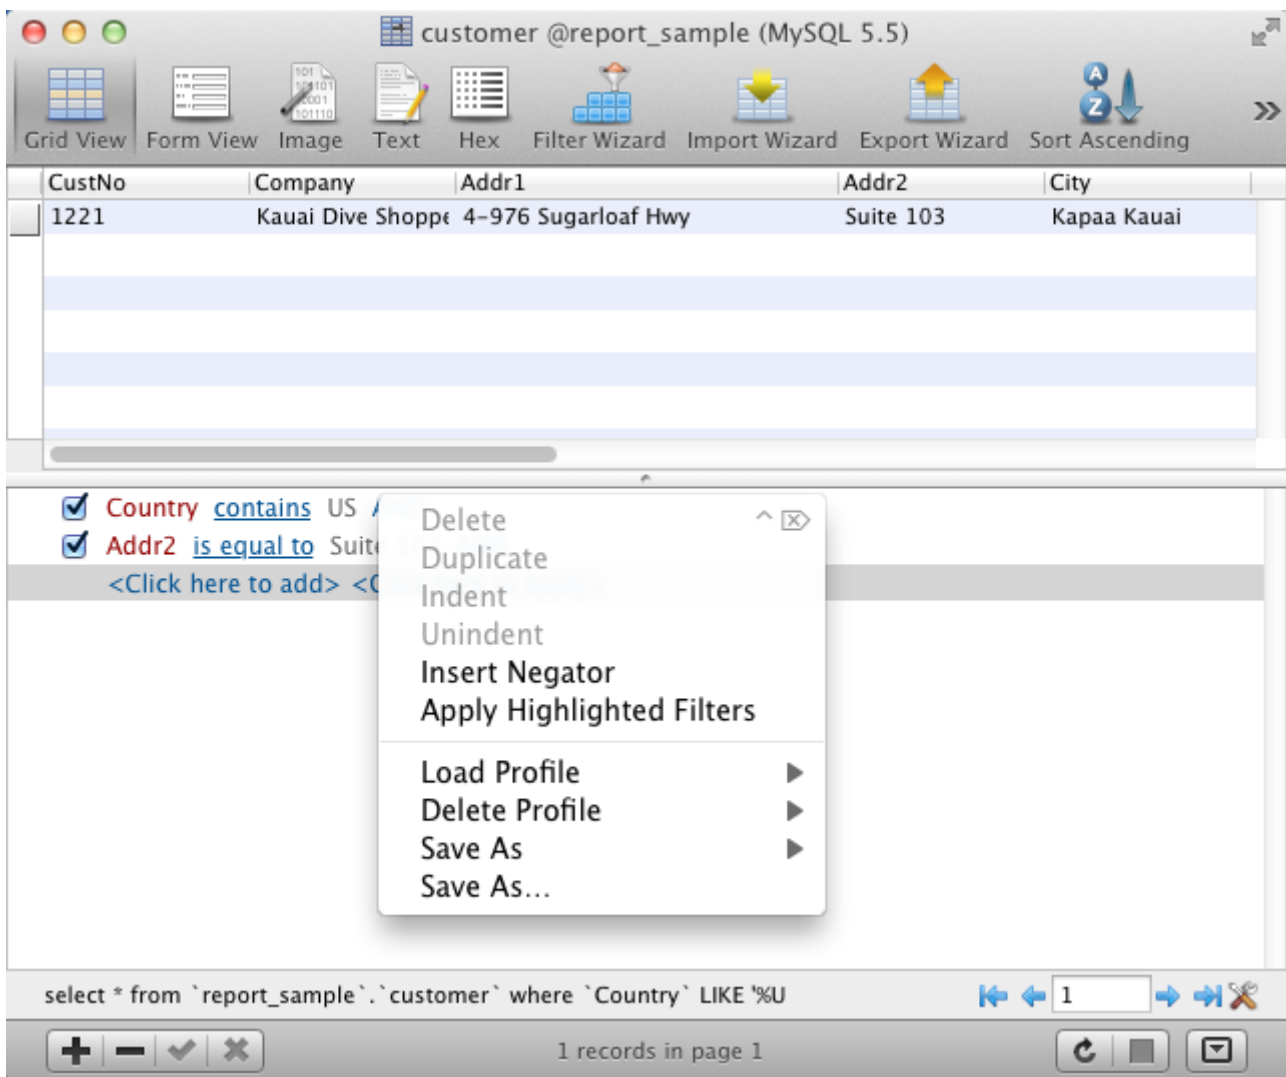 customer @report_sample (MySQL 5.5)
Grid View Form View Image Text Hex Filter Wizard Import Wizard Export Wizard Sort Ascending
CustNo Company Addr1 Addr2 City
1221 Kauai Dive Shoppe 4-976 Sugarloaf Hwy Suite 103 Kapaa Kauai
Country contains US
Addr2 is equal to Suite
<Click here to add>
Delete
Duplicate
Indent
Unindent
Insert Negator
Apply Highlighted Filters
Load Profile
Delete Profile
Save As
Save As...
select * from `report_sample`.`customer` where `Country` LIKE '%U
1
1 records in page 1